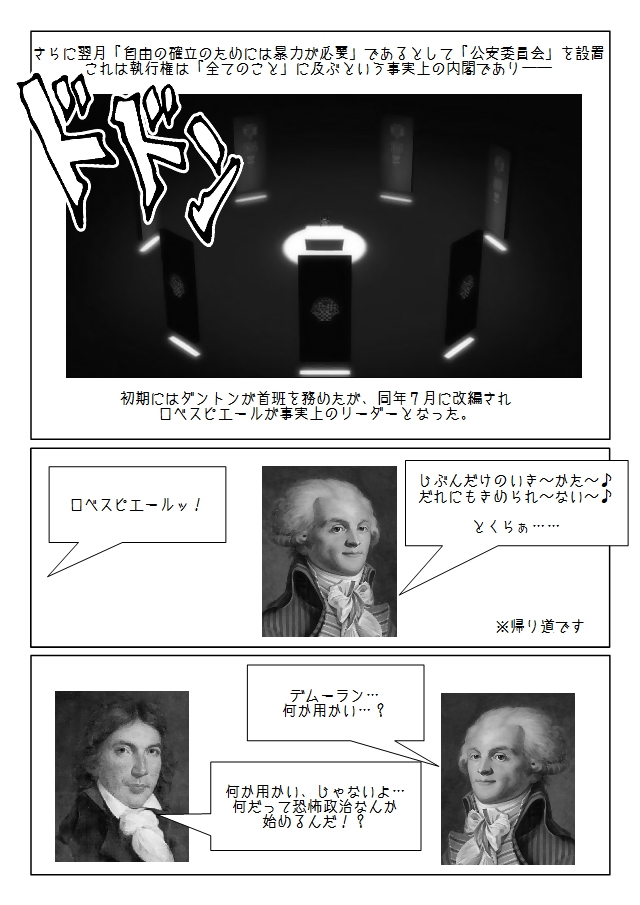 さらに翌月「自由の確立のためには暴力が必要」であるとして「公安委員会」を設置
これは執行権は「全てのこと」に及ぶという事実上の内閣であり――
ドドン
初期にはダントンが首班を務めたが、同年７月に改編され
ロベスピエールが事実上のリーダーとなった。
ロベスピエールッ！
じぶんだけのいき～かた～♪
だれにもきめられ～ない～♪
とくらぁ……
※帰り道です
デムーラン…
何か用かい…？
何か用かい、じゃないよ…
何だって恐怖政治なんか
始めるんだ！？